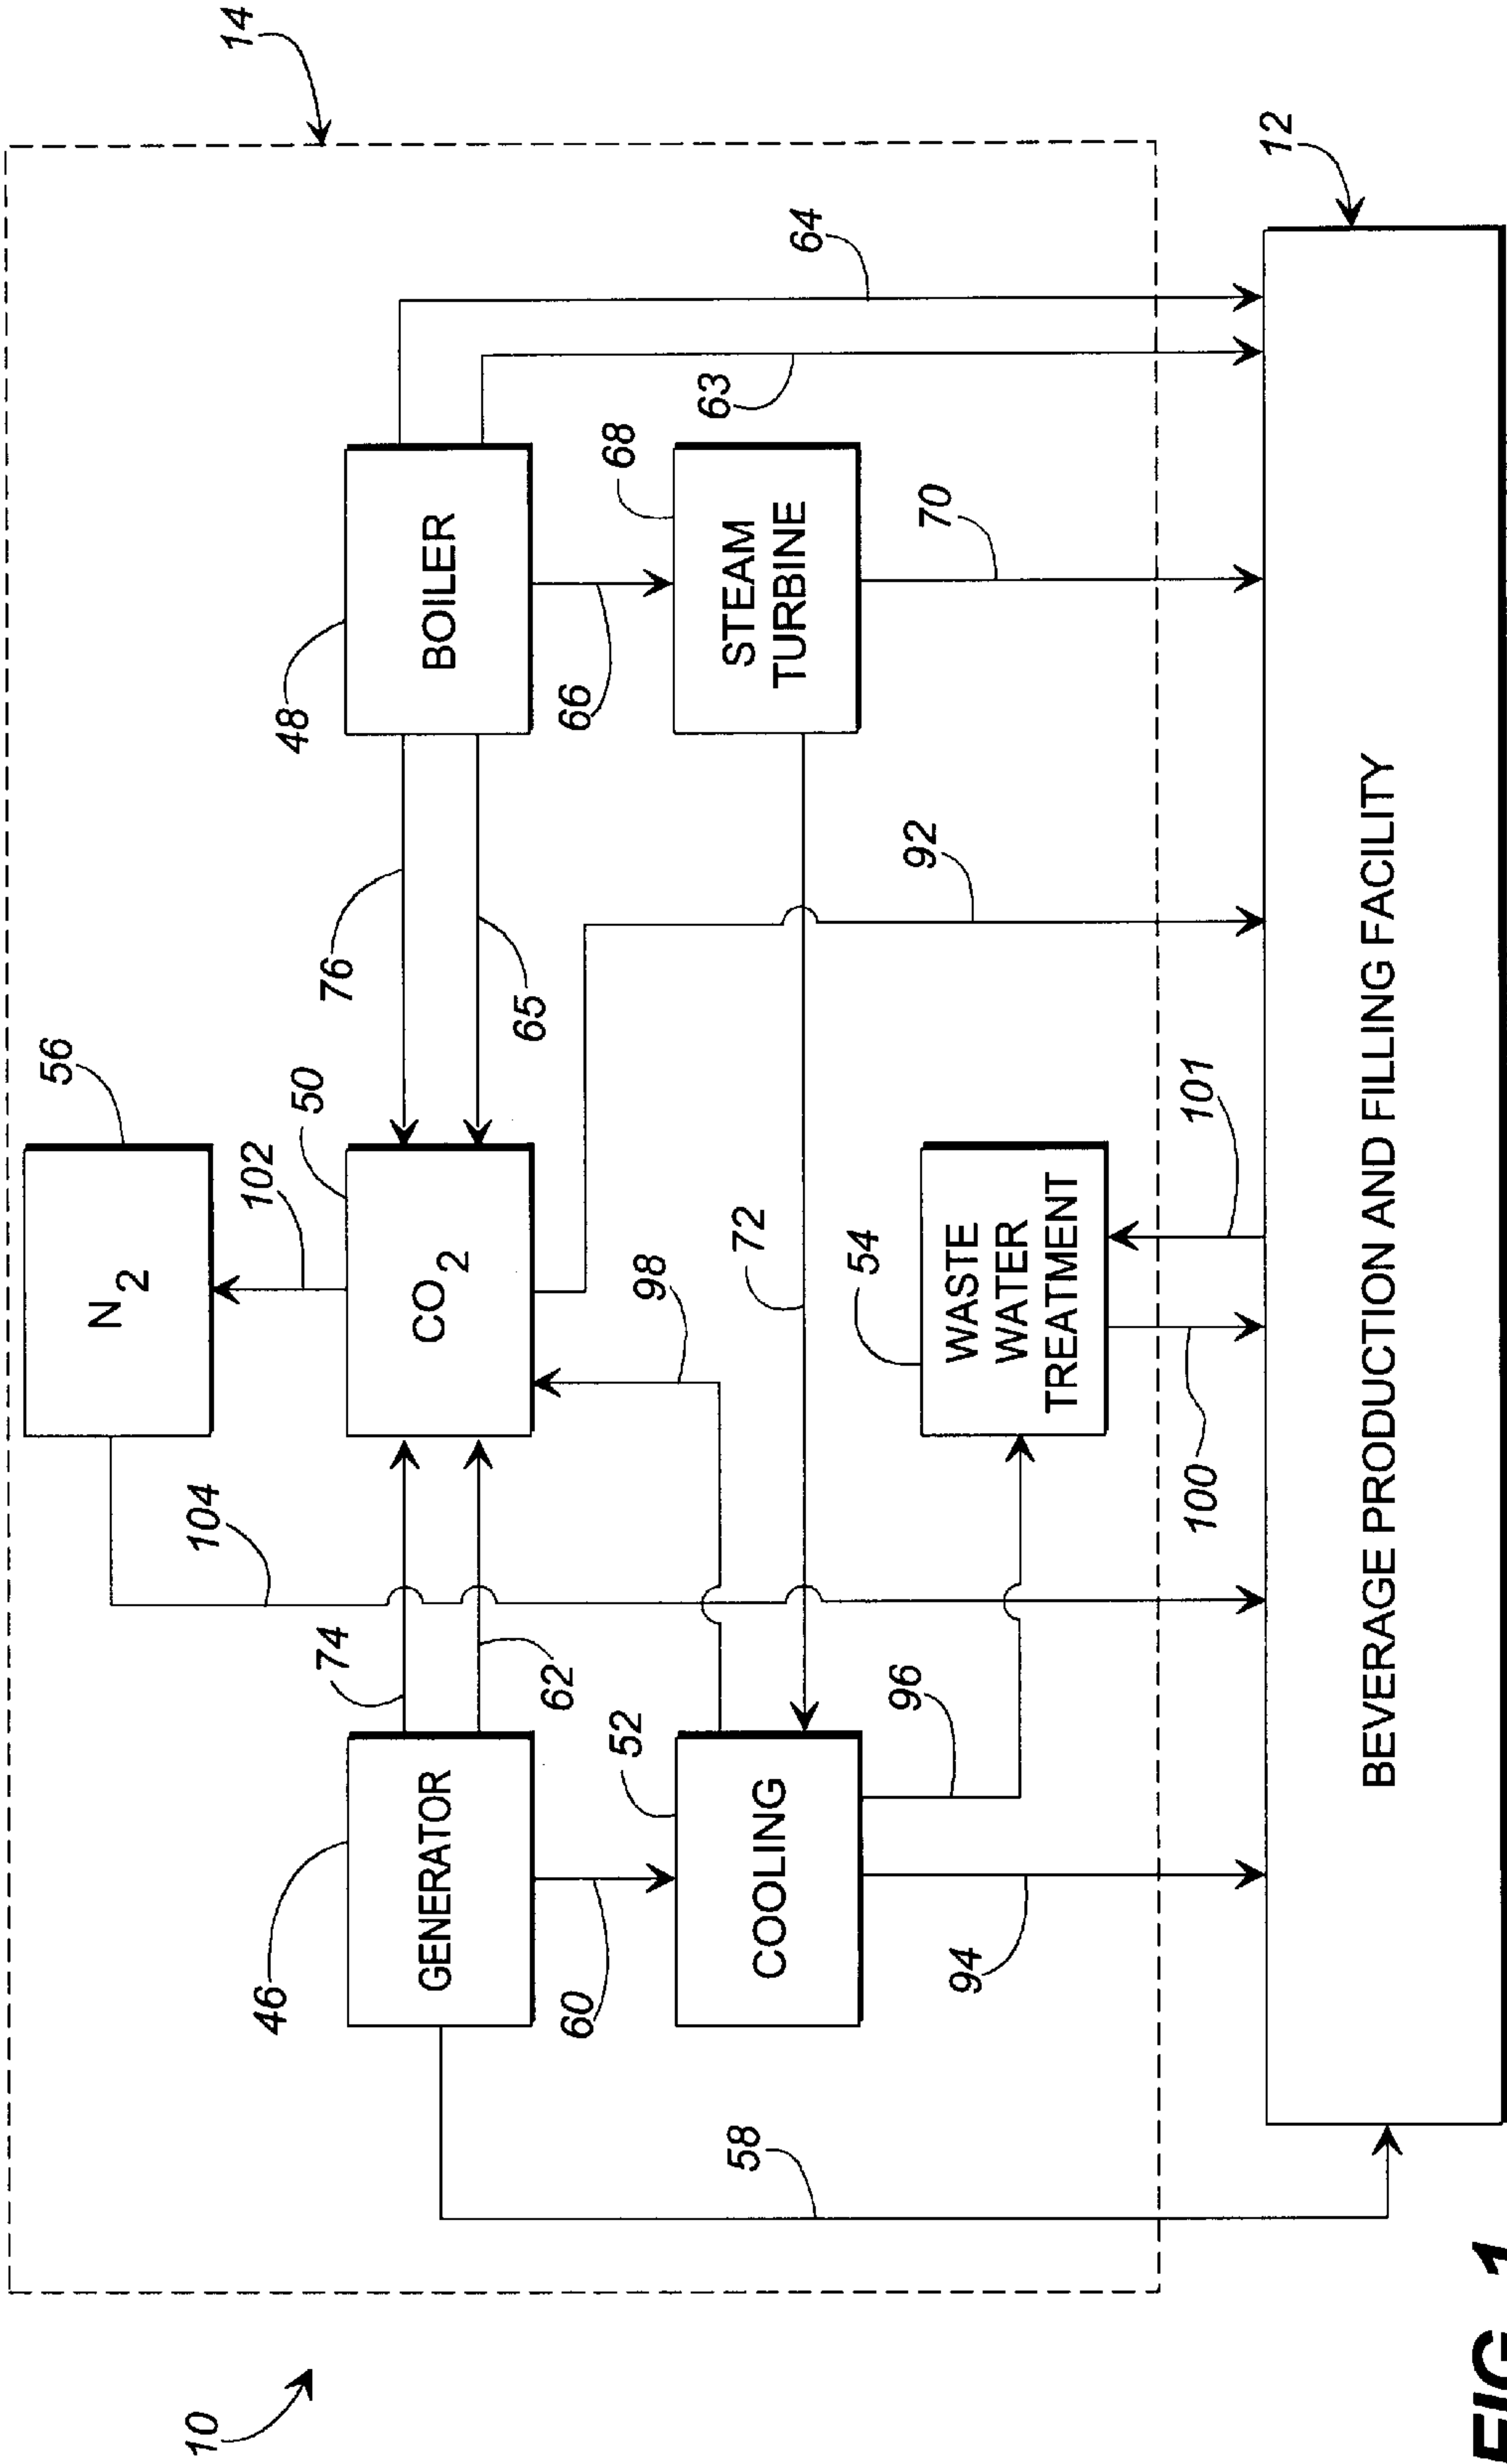 14
N2
56
102
104
GENERATOR
46
74
62
CO2
50
76
65
BOILER
48
64
63
60
COOLING
52
98
72
66
STEAM
TURBINE
68
58
94
96
WASTE
WATER
TREATMENT
54
92
70
100
101
12
BEVERAGE PRODUCTION AND FILLING FACILITY
10
FIG. 1